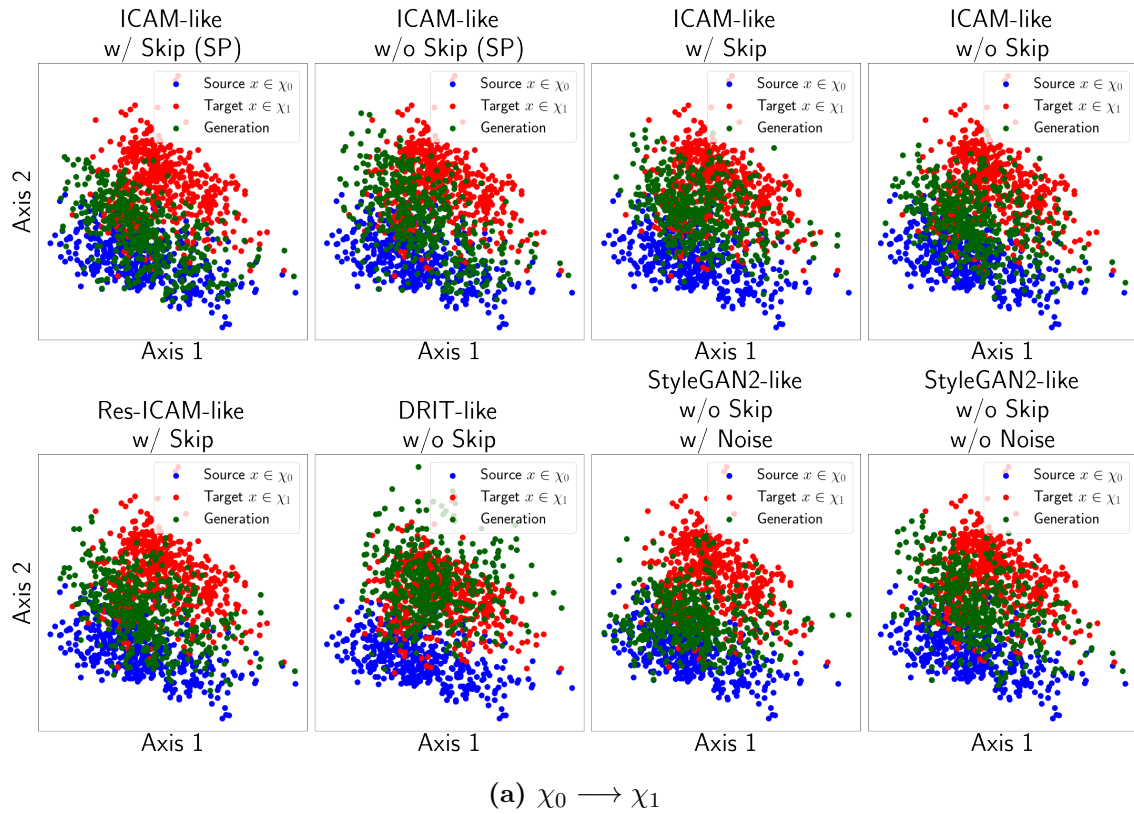 ICAM-like
w/ Skip (SP)
ICAM-like
w/o Skip (SP)
ICAM-like
w/ Skip
ICAM-like
w/o Skip
Source x ∈ χ₀
Target x ∈ χ₁
Generation
Source x ∈ χ₀
Target x ∈ χ₁
Generation
Source x ∈ χ₀
Target x ∈ χ₁
Generation
Source x ∈ χ₀
Target x ∈ χ₁
Generation
Axis 2
Axis 1
Axis 1
Axis 1
Axis 1
Res-ICAM-like
w/ Skip
DRIT-like
w/o Skip
StyleGAN2-like
w/o Skip
w/ Noise
StyleGAN2-like
w/o Skip
w/o Noise
Source x ∈ χ₀
Target x ∈ χ₁
Generation
Source x ∈ χ₀
Target x ∈ χ₁
Generation
Source x ∈ χ₀
Target x ∈ χ₁
Generation
Source x ∈ χ₀
Target x ∈ χ₁
Generation
Axis 2
Axis 1
Axis 1
Axis 1
Axis 1
(a) χ₀ ⟶ χ₁